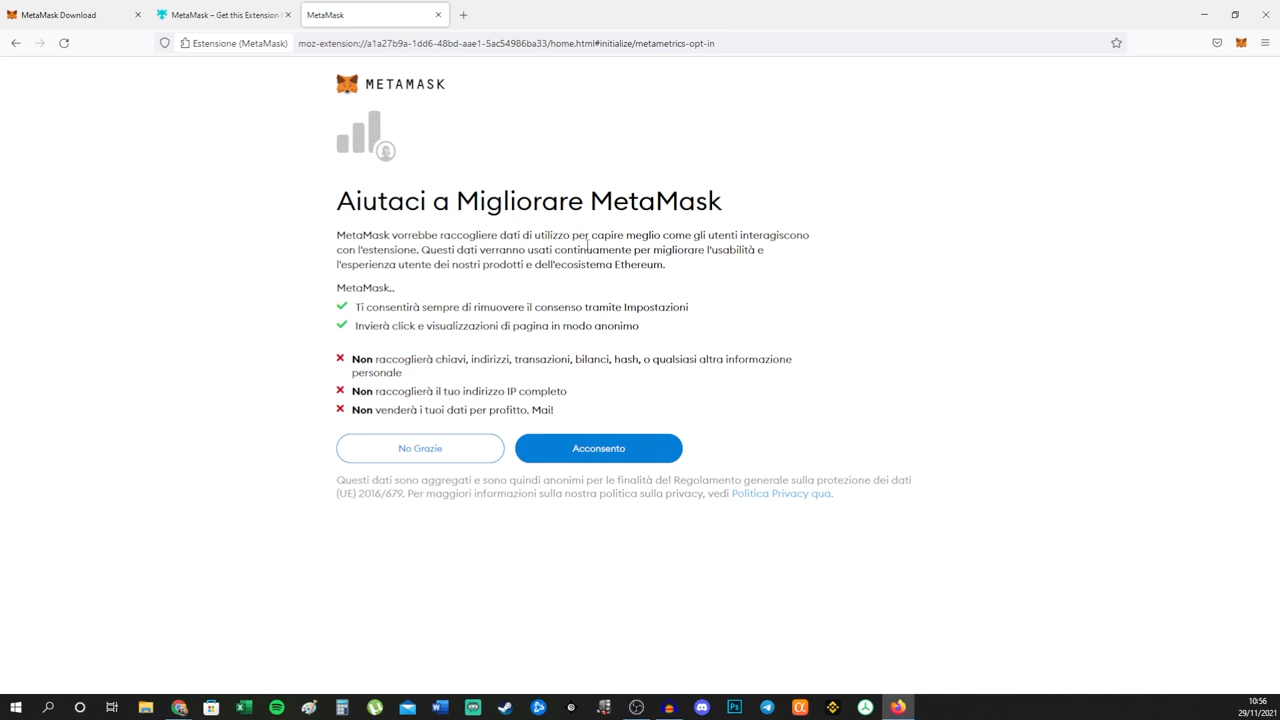 MetaMask Download
MetaMask – Get this Extension
MetaMask
Estensione (MetaMask)
moz-extension://a1a27b9a-1dd6-48bd-aae1-5ac54986ba33/home.html#initialize/metametrics-opt-in
METAMASK
Aiutaci a Migliorare MetaMask
MetaMask vorrebbe raccogliere dati di utilizzo per capire meglio come gli utenti interagiscono
con l'estensione. Questi dati verranno usati continuamente per migliorare l'usabilità e
l'esperienza utente dei nostri prodotti e dell'ecosistema Ethereum.
MetaMask..
Ti consentirà sempre di rimuovere il consenso tramite Impostazioni
Invierà click e visualizzazioni di pagina in modo anonimo
Non raccoglierà chiavi, indirizzi, transazioni, bilanci, hash, o qualsiasi altra informazione
personale
Non raccoglierà il tuo indirizzo IP completo
Non venderà i tuoi dati per profitto. Mai!
No Grazie
Acconsento
Questi dati sono aggregati e sono quindi anonimi per le finalità del Regolamento generale sulla protezione dei dati
(UE) 2016/679. Per maggiori informazioni sulla nostra politica sulla privacy, vedi Politica Privacy qua.
10:56
29/11/2021